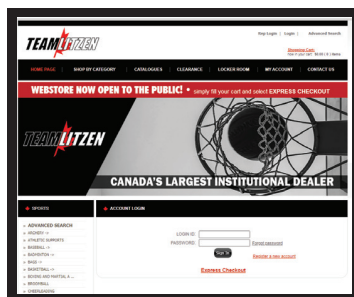 TEAM LITZEN
Rep Login | Login | Advanced Search
Shopping Cart:
HOME PAGE
SHOP BY CATEGORY
CATALOGUES
CLEARANCE
LOCKER ROOM
MY ACCOUNT
CONTACT US
WEBSTORE NOW OPEN TO THE PUBLIC! • simply fill your cart and select EXPRESS CHECKOUT
TEAM LITZEN
CANADA'S LARGEST INSTITUTIONAL DEALER
SPORTS
ACCOUNT LOGIN
ADVANCED SEARCH
ARCHERY ->
ATHLETIC SUPPORTS
BASEBALL ->
BADMINTON ->
BAGS ->
BASKETBALL ->
BOXING AND MARTIAL A ...
BROOMBALL
CHEERLEADING
LOGIN ID:
PASSWORD:
Forgot password
Sign In
Register a new account
Express Checkout